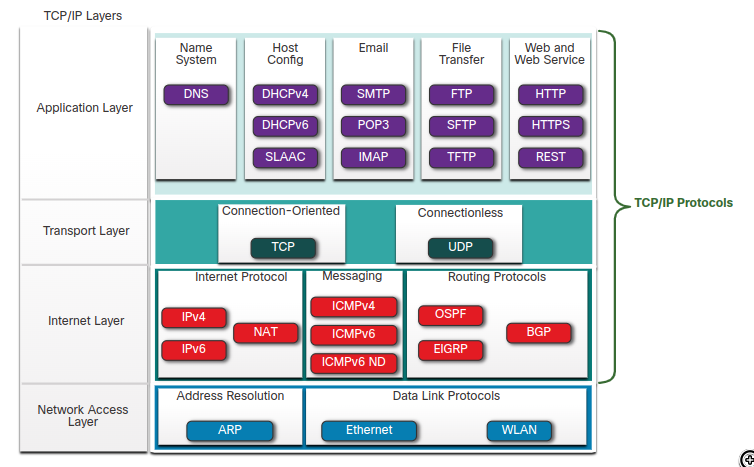 TCP/IP Layers
Application Layer
Name
System
DNS
Host
Config
DHCPv4
DHCPv6
SLAAC
Email
SMTP
POP3
IMAP
File
Transfer
FTP
SFTP
TFTP
Web and
Web Service
HTTP
HTTPS
REST
TCP/IP Protocols
Transport Layer
Connection-Oriented
TCP
Connectionless
UDP
Internet Layer
Internet Protocol
IPv4
IPv6
NAT
Messaging
ICMPv4
ICMPv6
ICMPv6 ND
Routing Protocols
OSPF
EIGRP
BGP
Network Access
Layer
Address Resolution
ARP
Data Link Protocols
Ethernet
WLAN